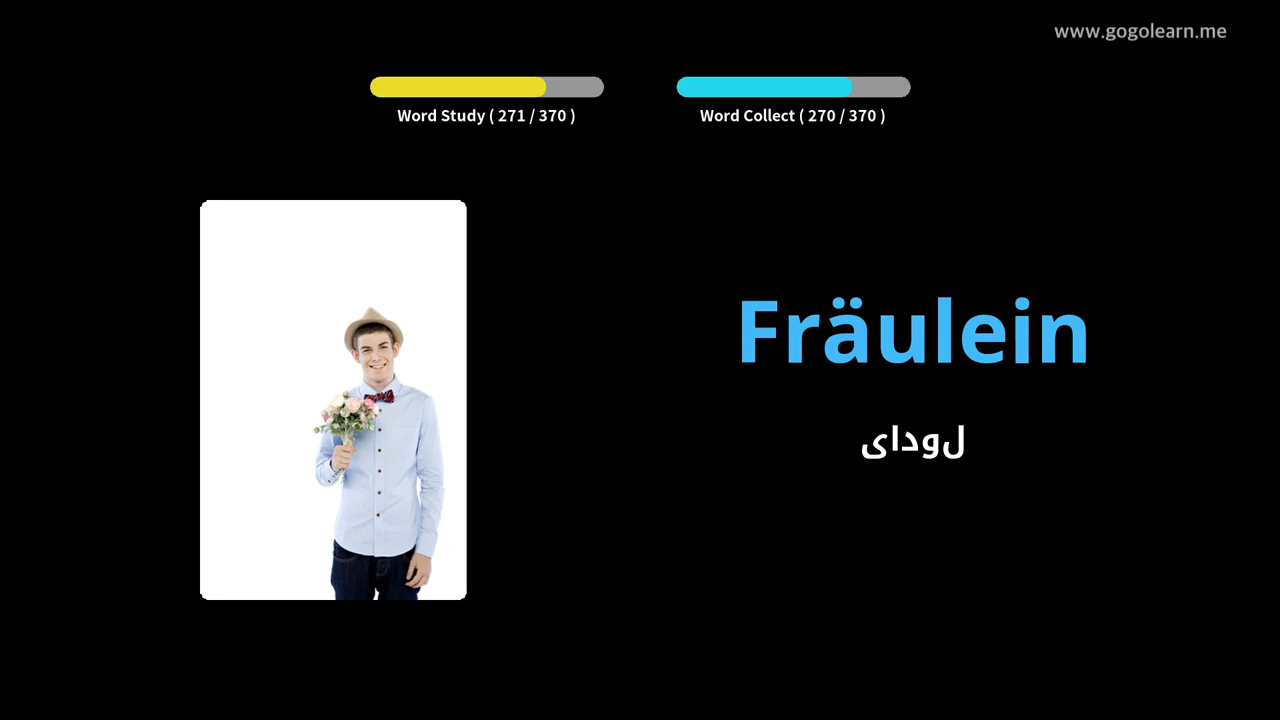 www.gogolearn.me
Word Study ( 271 / 370 )
Word Collect ( 270 / 370 )
Fräulein
لودای